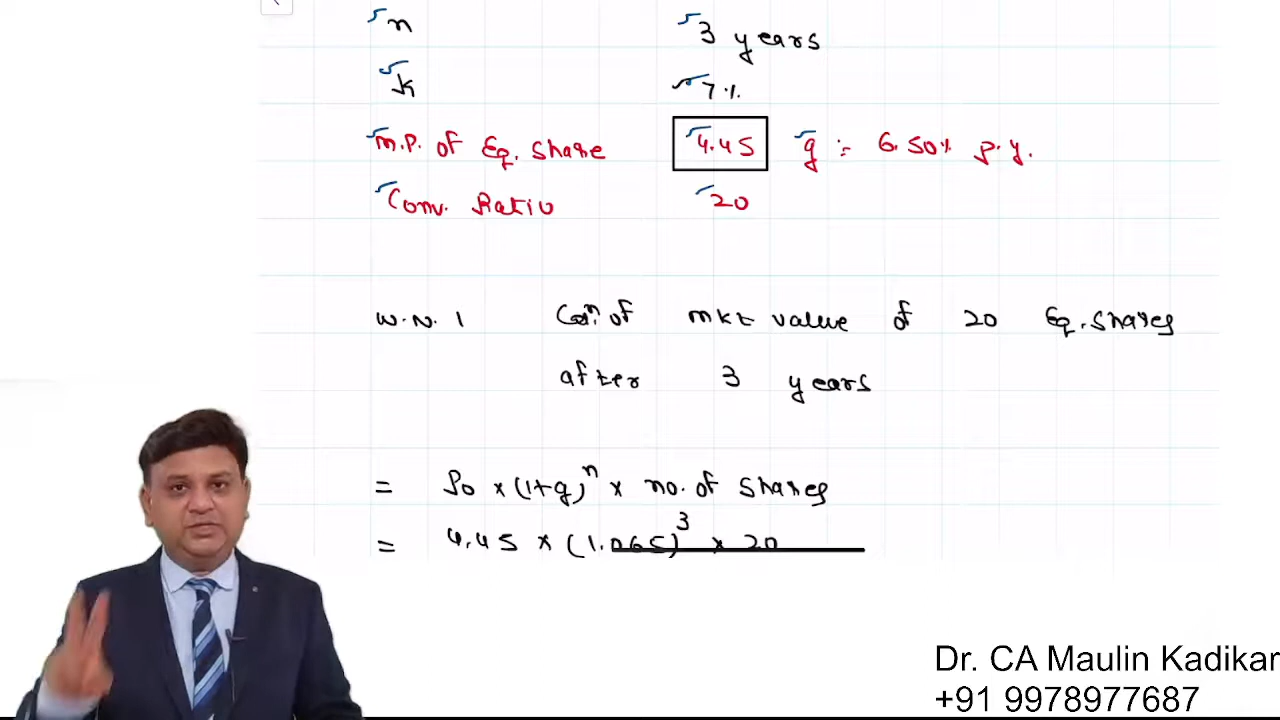 n 3 years
k 7%
M.P. of Eq. Share 4.45 g = 6.50% p.y.
Conv. Ratio 20
W.N. 1 Calⁿ. of mkt value of 20 Eq. shares
after 3 years
= P₀ × (1+g)ⁿ × no. of Shares
= 4.45 × (1.065)³ × 20
Dr. CA Maulin Kadikar
+91 9978977687